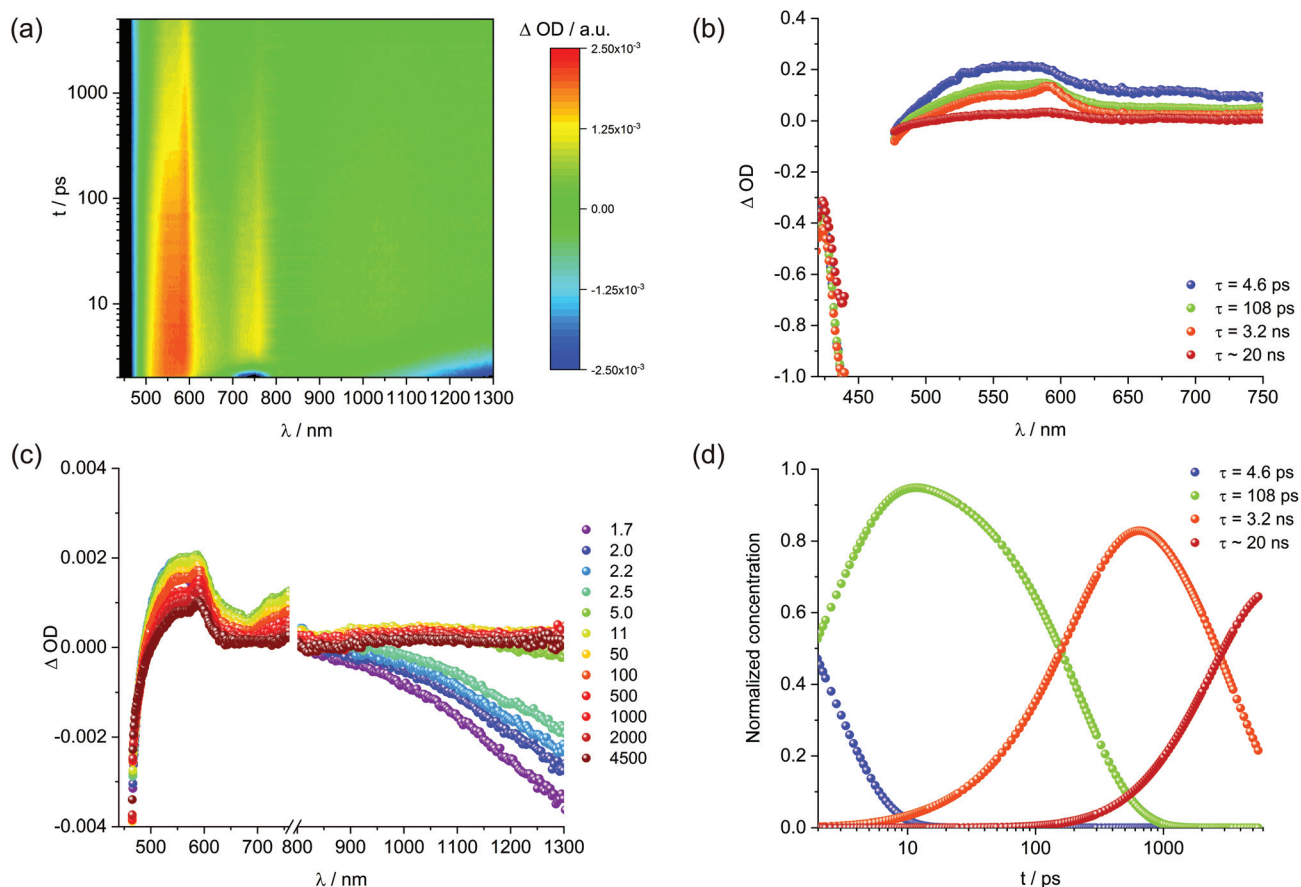 (a)
Δ OD / a.u.
2.50x10⁻³
1.25x10⁻³
0.00
-1.25x10⁻³
-2.50x10⁻³
1000
100
10
t / ps
500 600 700 800 900 1000 1100 1200 1300
λ / nm
(b)
0.4
0.2
0.0
-0.2
-0.4
-0.6
-0.8
-1.0
Δ OD
450 500 550 600 650 700 750
λ / nm
τ = 4.6 ps
τ = 108 ps
τ = 3.2 ns
τ ~ 20 ns
(c)
0.004
0.002
0.000
-0.002
-0.004
Δ OD
500 600 700 800 900 1000 1100 1200 1300
λ / nm
1.7
2.0
2.2
2.5
5.0
11
50
100
500
1000
2000
4500
(d)
1.0
0.8
0.6
0.4
0.2
0.0
Normalized concentration
10 100 1000
t / ps
τ = 4.6 ps
τ = 108 ps
τ = 3.2 ns
τ ~ 20 ns